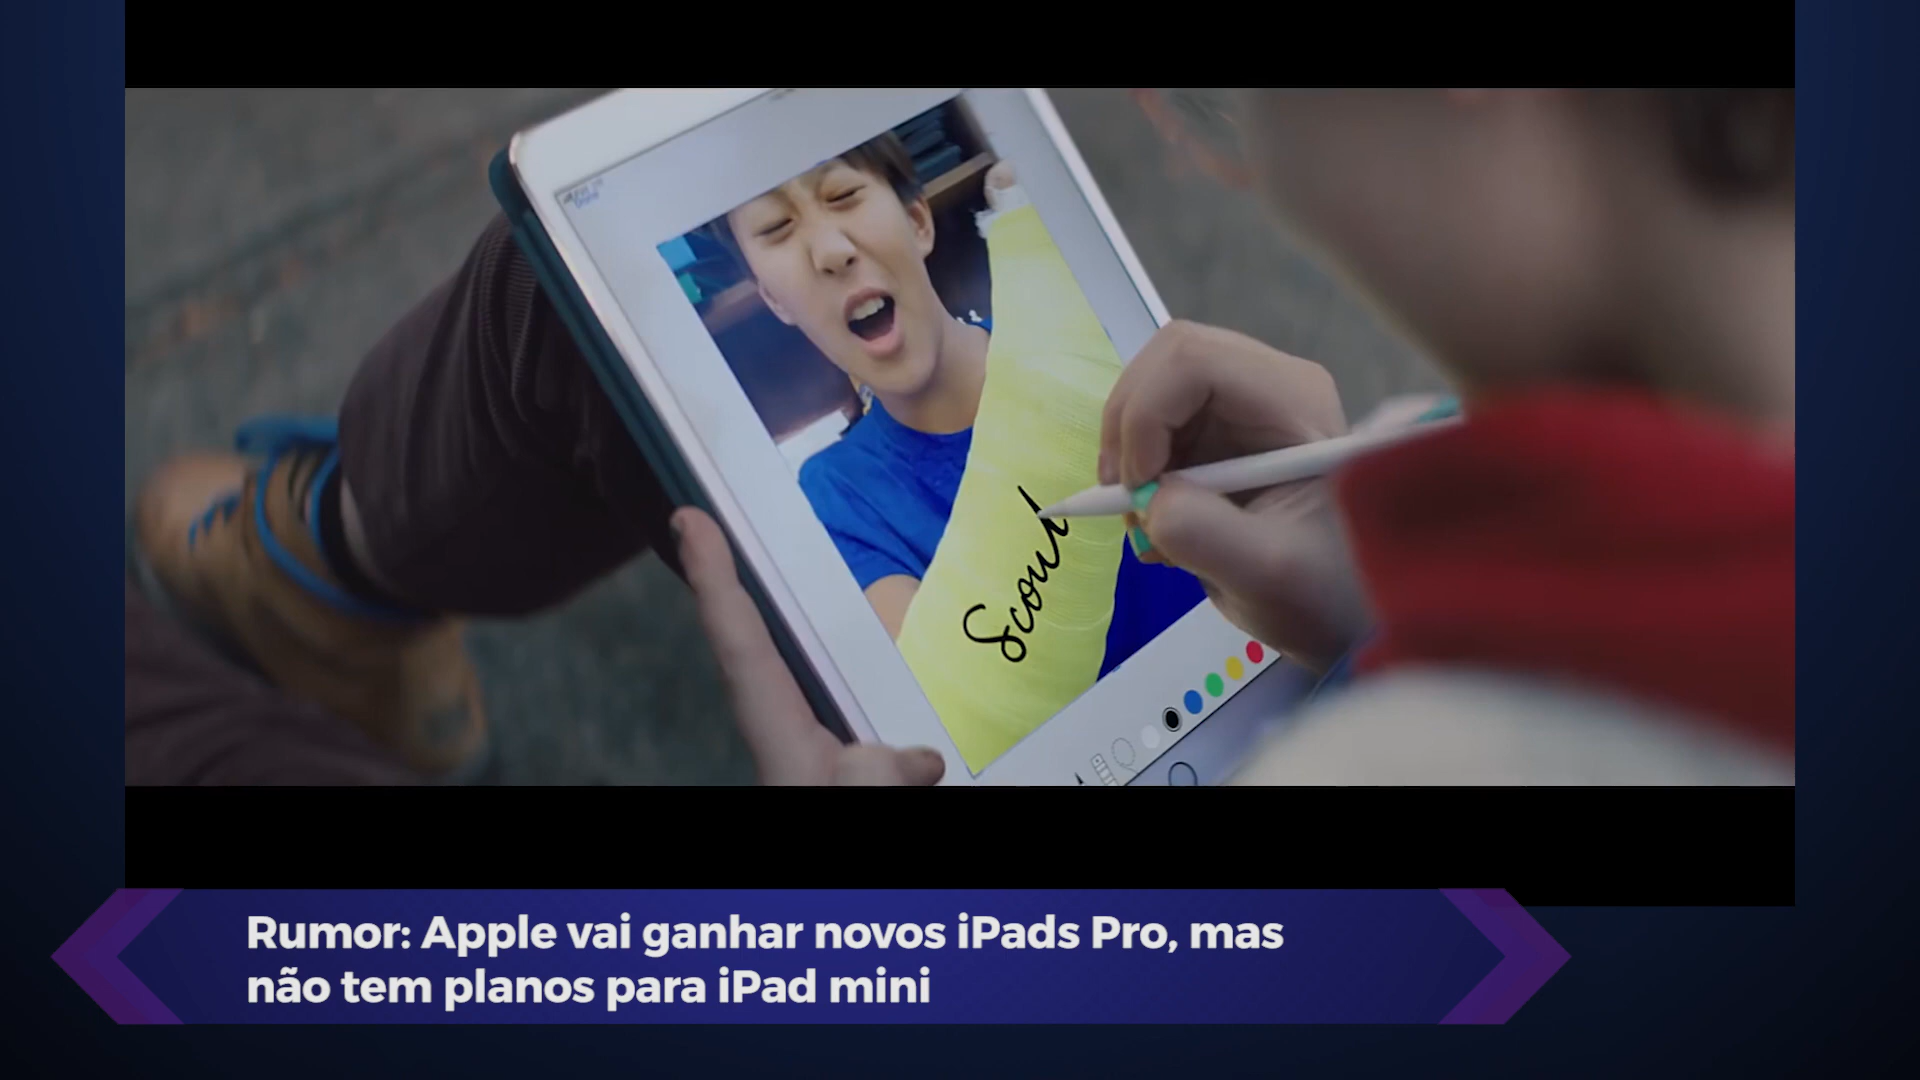 Scout
Rumor: Apple vai ganhar novos iPads Pro, mas
não tem planos para iPad mini